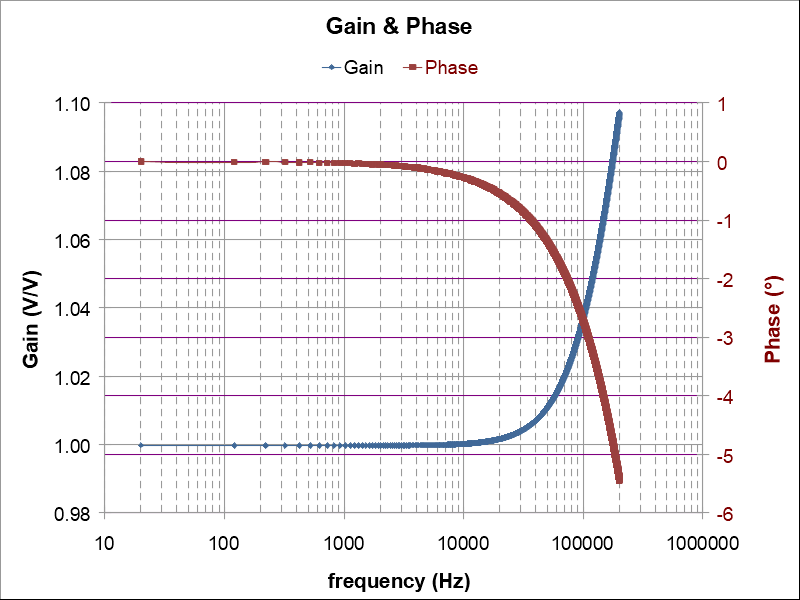 Gain & Phase
Gain Phase
1.10 1
1.08 0
1.06 -1
1.04 -2
1.02 -3
1.00 -4
0.98 -5
-6
Gain (V/V)
Phase (°)
10 100 1000 10000 100000 1000000
frequency (Hz)